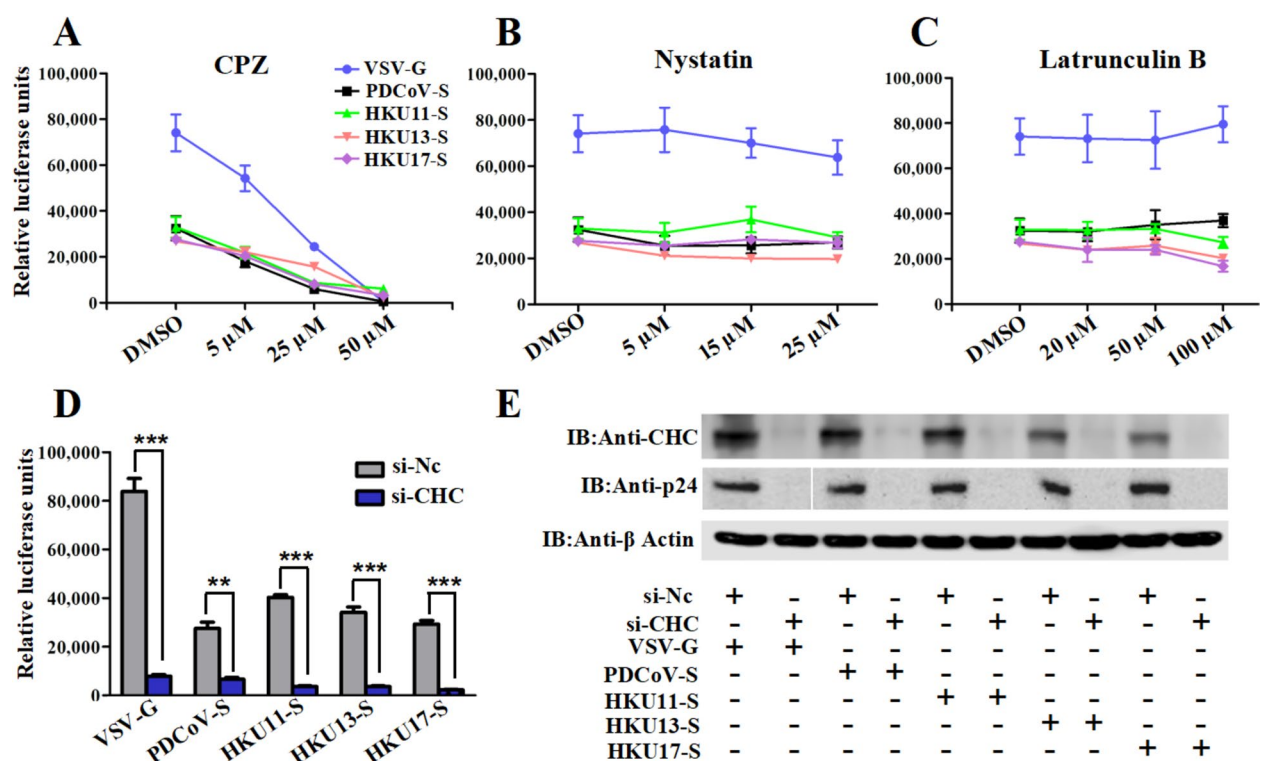 A
B
C
CPZ
Nystatin
Latrunculin B
Relative luciferase units
100,000
80,000
60,000
40,000
20,000
0
DMSO
5 µM
25 µM
50 µM
VSV-G
PDCoV-S
HKU11-S
HKU13-S
HKU17-S
100,000
80,000
60,000
40,000
20,000
0
DMSO
5 µM
15 µM
25 µM
100,000
80,000
60,000
40,000
20,000
0
DMSO
20 µM
50 µM
100 µM
D
Relative luciferase units
100,000
80,000
60,000
40,000
20,000
0
***
**
***
***
***
si-Nc
si-CHC
VSV-G
PDCoV-S
HKU11-S
HKU13-S
HKU17-S
E
IB:Anti-CHC
IB:Anti-p24
IB:Anti-β Actin
si-Nc + - + - + - + - + -
si-CHC - + - + - + - + - +
VSV-G + + - - - - - - - -
PDCoV-S - - + + - - - - - -
HKU11-S - - - - + + - - - -
HKU13-S - - - - - - + + - -
HKU17-S - - - - - - - - + +